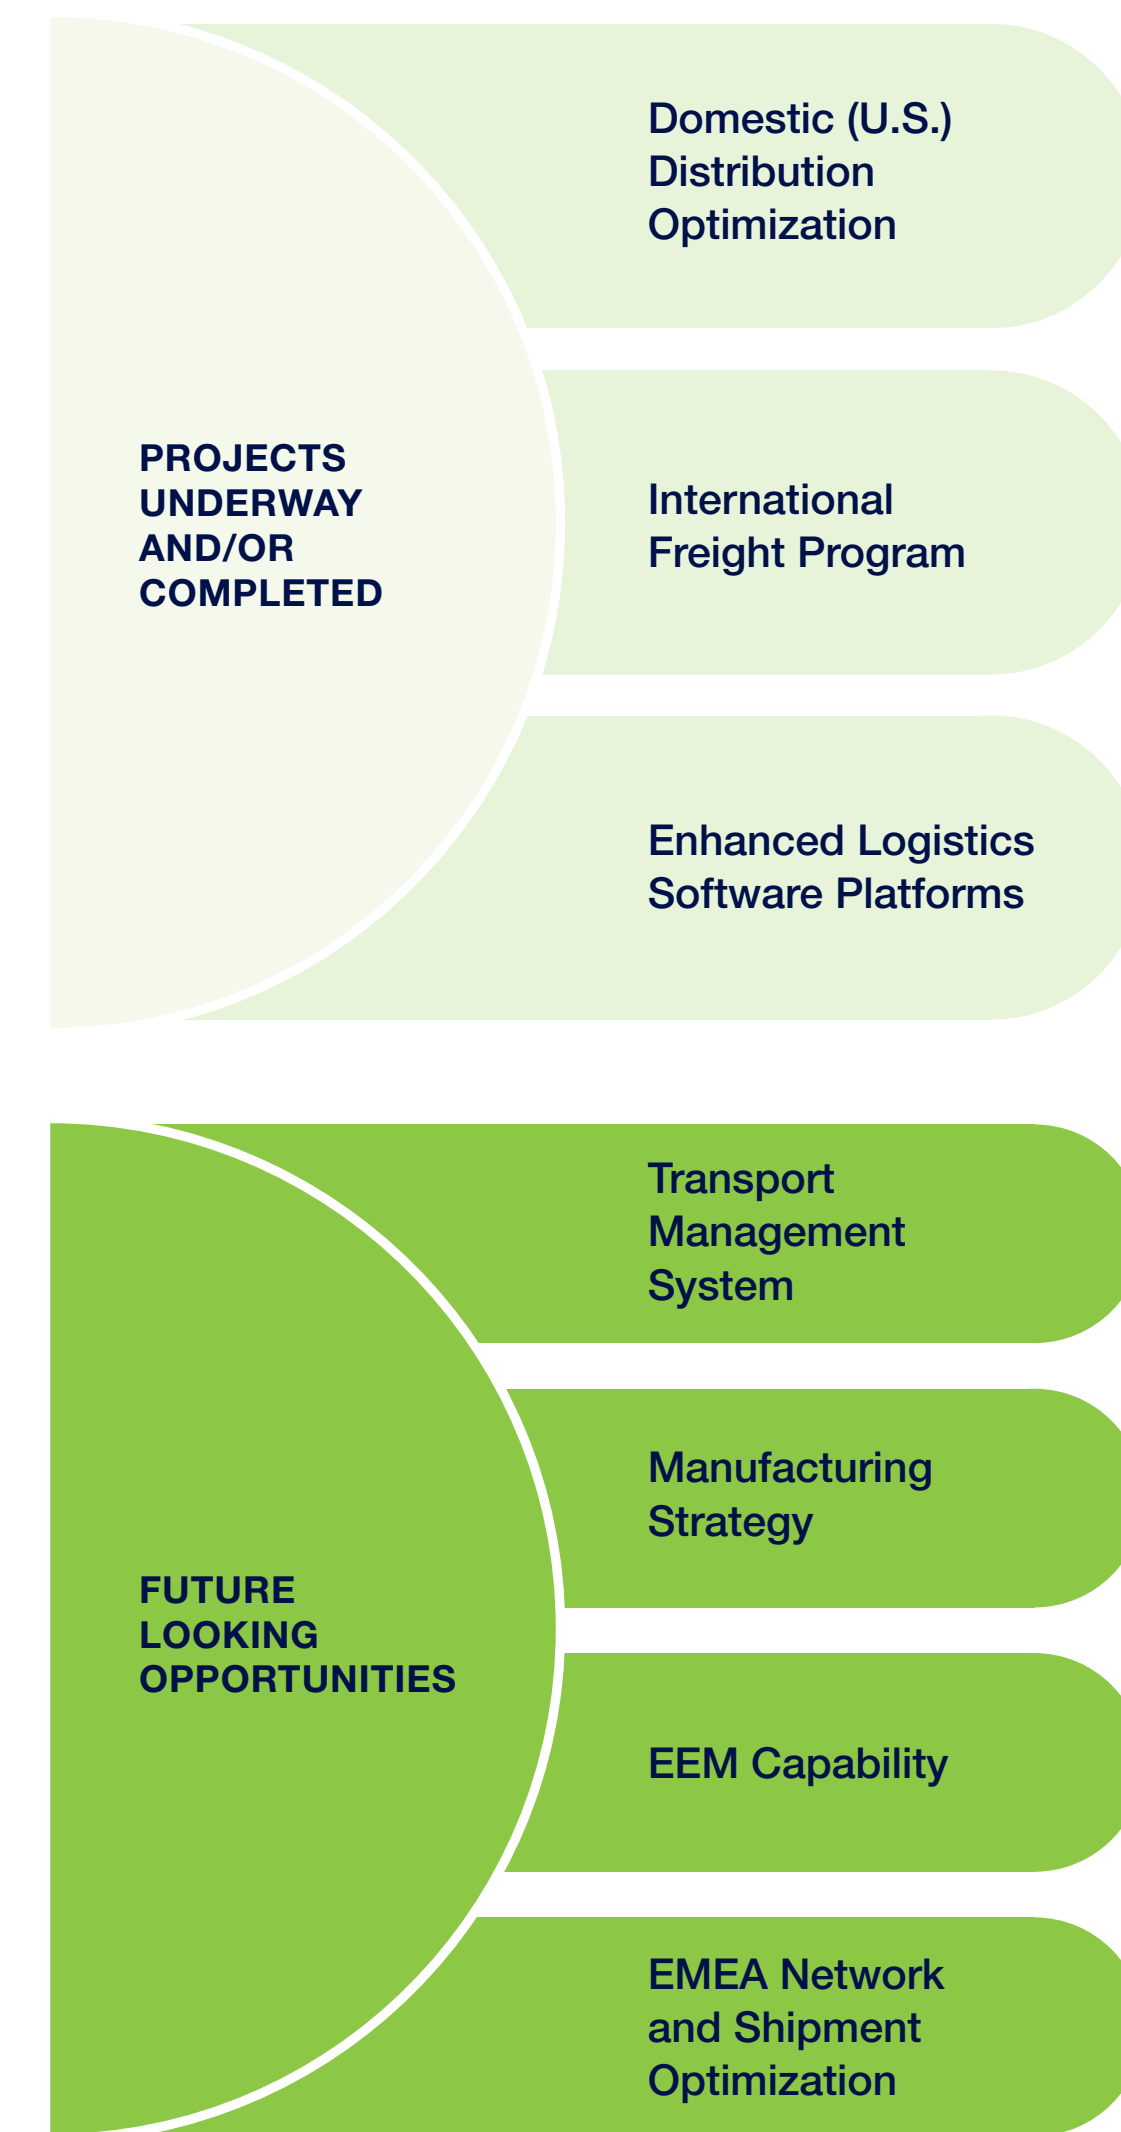 Domestic (U.S.)
Distribution
Optimization
PROJECTS
UNDERWAY
AND/OR
COMPLETED
International
Freight Program
Enhanced Logistics
Software Platforms
Transport
Management
System
Manufacturing
Strategy
FUTURE
LOOKING
OPPORTUNITIES
EEM Capability
EMEA Network
and Shipment
Optimization